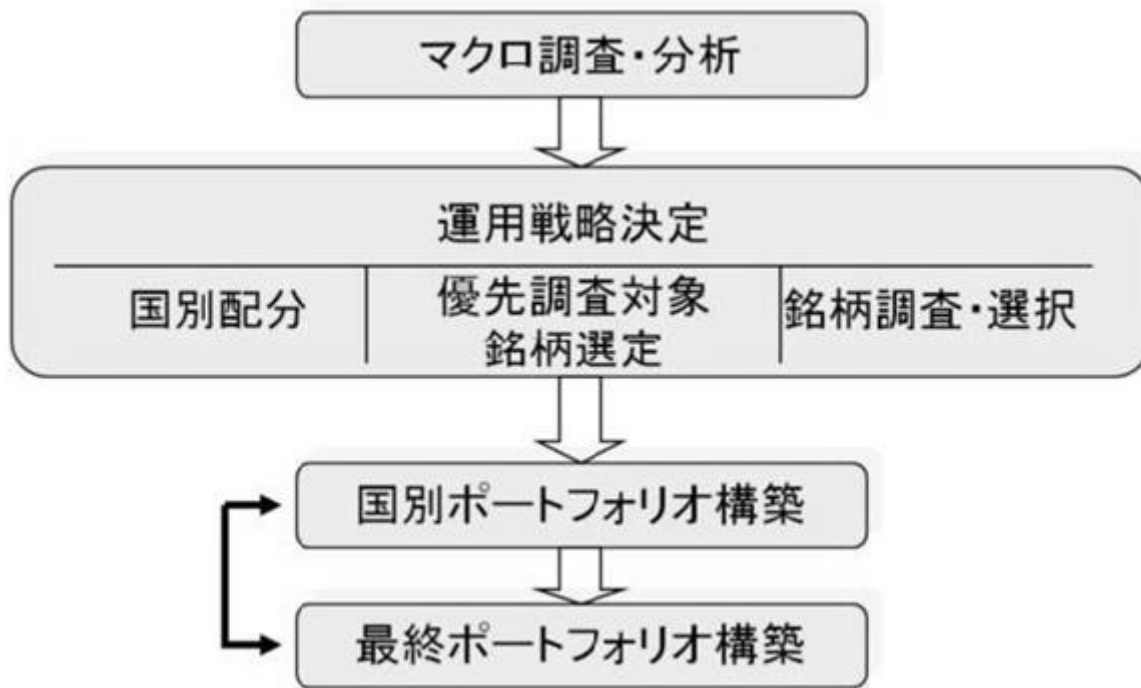 マクロ調査・分析
運用戦略決定
国別配分
優先調査対象
銘柄選定
銘柄調査・選択
国別ポートフォリオ構築
最終ポートフォリオ構築